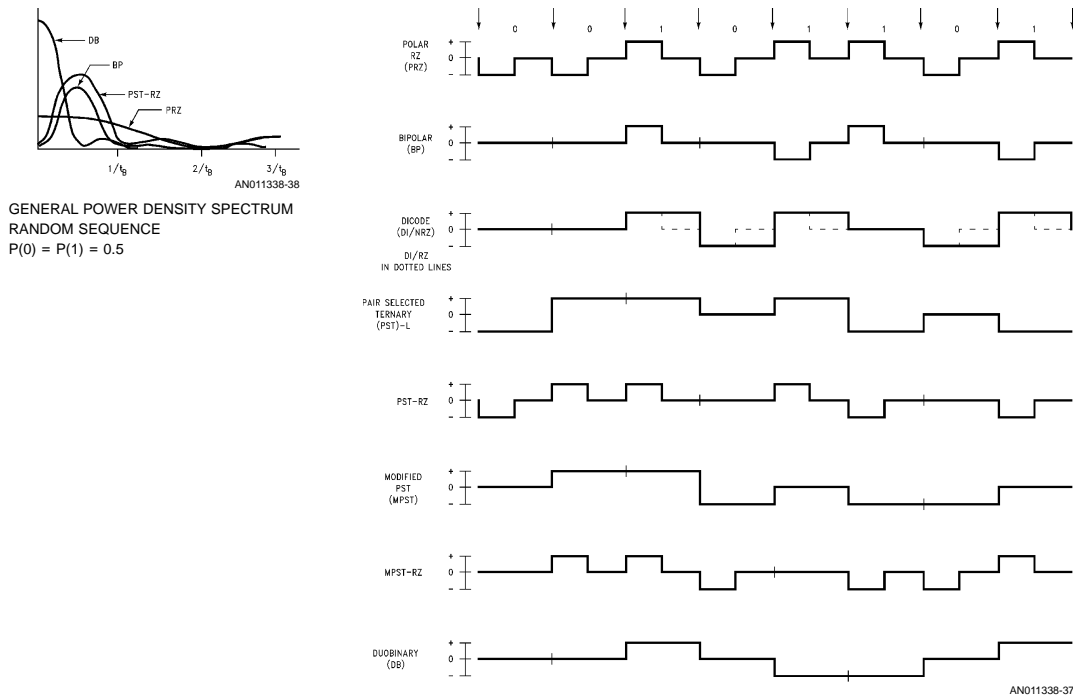 DB
BP
PST-RZ
PRZ
1/tB
2/tB
3/tB
AN011338-38
GENERAL POWER DENSITY SPECTRUM
RANDOM SEQUENCE
P(0) = P(1) = 0.5
0 0 1 0 1 1 0 1
POLAR
RZ
(PRZ)
+
0
−
BIPOLAR
(BP)
+
0
−
DICODE
(DI/NRZ)
+
0
−
DI/RZ
IN DOTTED LINES
PAIR SELECTED
TERNARY
(PST)-L
+
0
−
PST-RZ
+
0
−
MODIFIED
PST
(MPST)
+
0
−
MPST-RZ
+
0
−
DUOBINARY
(DB)
+
0
−
AN011338-37